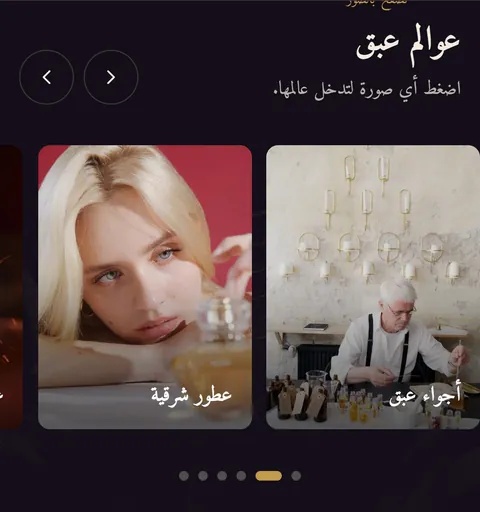 عوالم عبق
اضغط أي صورة لتدخل عالمها.
أجواء عبق
عطور شرقية